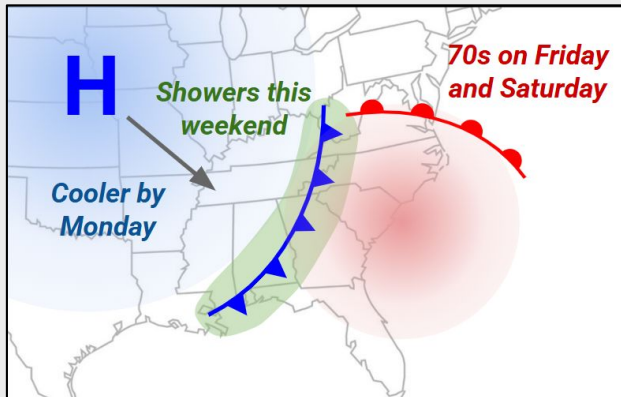 H
Showers this
weekend
70s on Friday
and Saturday
Cooler by
Monday